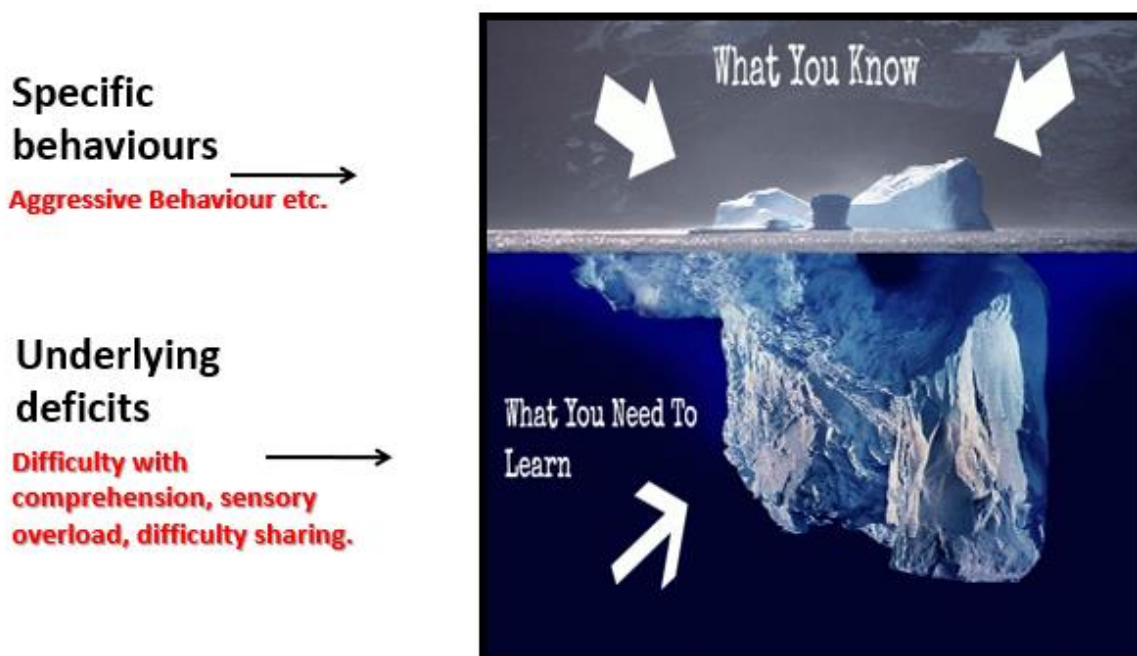 Specific
behaviours
Aggressive Behaviour etc.
Underlying
deficits
Difficulty with
comprehension, sensory
overload, difficulty sharing.
What You Know
What You Need To
Learn